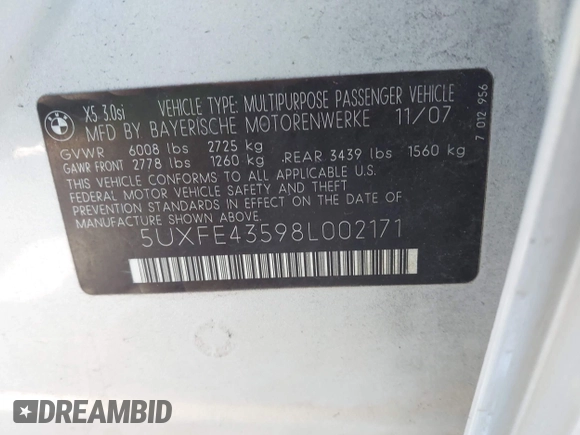 BMW
X5 3.0si VEHICLE TYPE: MULTIPURPOSE PASSENGER VEHICLE
MFD BY BAYERISCHE MOTORENWERKE 11/07
GVWR 6008 lbs 2725 kg
GAWR FRONT 2778 lbs 1260 kg .REAR 3439 lbs 1560 kg
THIS VEHICLE CONFORMS TO ALL APPLICABLE U.S.
FEDERAL MOTOR VEHICLE SAFETY AND THEFT
PREVENTION STANDARDS IN EFFECT ON THE DATE OF
MANUFACTURE SHOWN ABOVE.
5UXFE43598L002171
7 012 956
DREAMBID